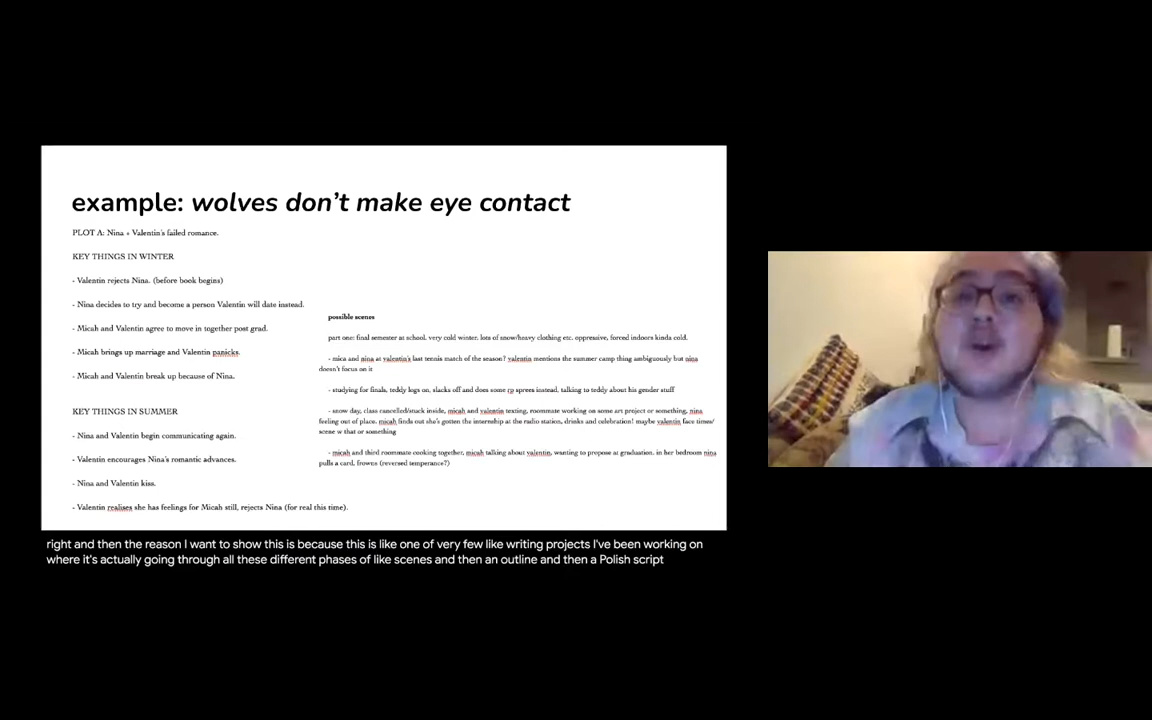 example: wolves don't make eye contact
PLOT A: Nina + Valentin's failed romance.
KEY THINGS IN WINTER
- Valentin rejects Nina. (before book begins)
- Nina decides to try and become a person Valentin will date instead.
- Micah and Valentin agree to move in together post grad.
- Micah brings up marriage and Valentin panicks.
- Micah and Valentin break up because of Nina.
KEY THINGS IN SUMMER
- Nina and Valentin begin communicating again.
- Valentin encourages Nina's romantic advances.
- Nina and Valentin kiss.
- Valentin realises she has feelings for Micah still, rejects Nina (for real this time).
possible scenes
part one: final semester at school. very cold winter. lots of snow/heavy clothing etc. oppressive, forced indoors kinda cold.
- mica and nina at valentin's last tennis match of the season? valentin mentions the summer camp thing ambiguously but nina
doesn't focus on it
- studying for finals, teddy logs on, slacks off and does some rp sprees instead, talking to teddy about his gender stuff
- snow day, class cancelled/stuck inside, micah and valentin texting, roommate working on some art project or something, nina
feeling out of place. micah finds out she's gotten the internship at the radio station, drinks and celebration! maybe valentin face times/
scene w that or something
- micah and third roommate cooking together, micah talking about valentin, wanting to propose at graduation. in her bedroom nina
pulls a card, frowns (reversed temperance?)
right and then the reason I want to show this is because this is like one of very few like writing projects I've been working on
where it's actually going through all these different phases of like scenes and then an outline and then a Polish script